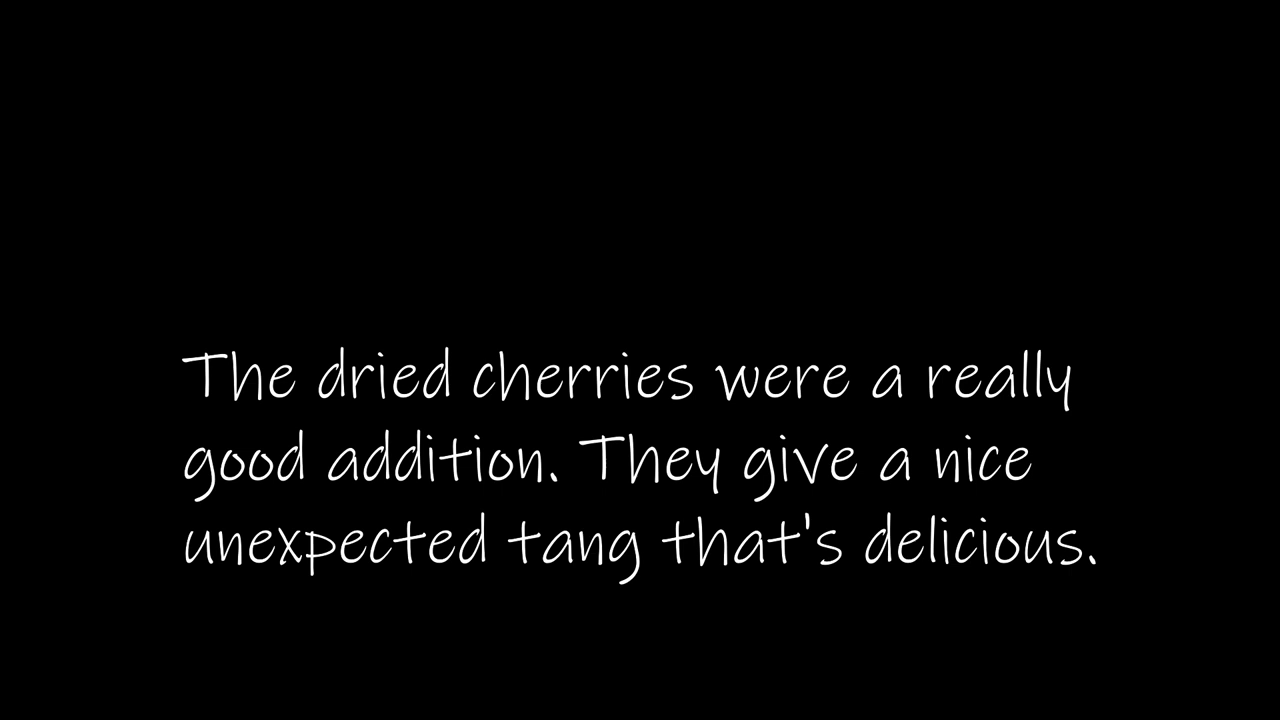 The dried cherries were a really
good addition. They give a nice
unexpected tang that's delicious.